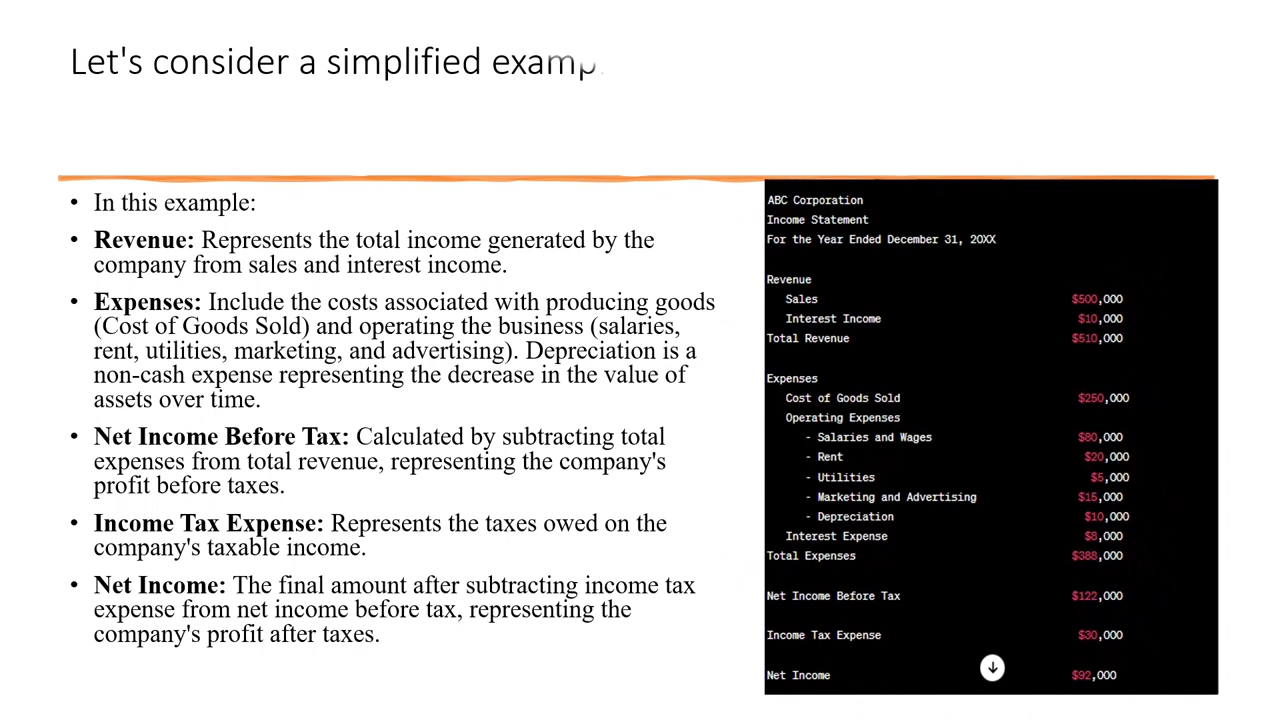 Let's consider a simplified
• In this example:
• Revenue: Represents the total income generated by the
company from sales and interest income.
• Expenses: Include the costs associated with producing goods
(Cost of Goods Sold) and operating the business (salaries,
rent, utilities, marketing, and advertising). Depreciation is a
non-cash expense representing the decrease in the value of
assets over time.
• Net Income Before Tax: Calculated by subtracting total
expenses from total revenue, representing the company's
profit before taxes.
• Income Tax Expense: Represents the taxes owed on the
company's taxable income.
• Net Income: The final amount after subtracting income tax
expense from net income before tax, representing the
company's profit after taxes.
ABC Corporation
Income Statement
For the Year Ended December 31, 20XX
Revenue
Sales $500,000
Interest Income $10,000
Total Revenue $510,000
Expenses
Cost of Goods Sold $250,000
Operating Expenses
- Salaries and Wages $80,000
- Rent $20,000
- Utilities $5,000
- Marketing and Advertising $15,000
- Depreciation $10,000
Interest Expense $8,000
Total Expenses $388,000
Net Income Before Tax $122,000
Income Tax Expense $30,000
Net Income $92,000